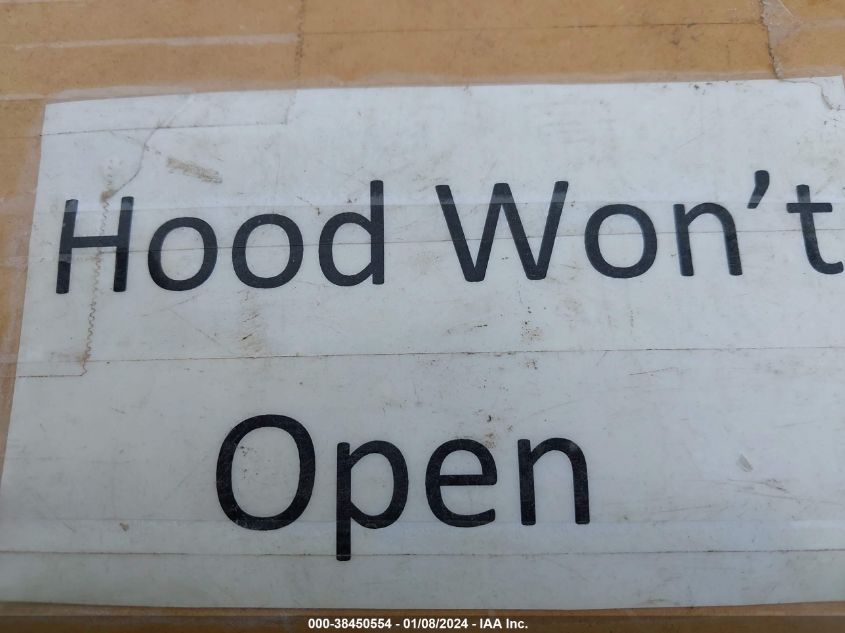 Hood Won’t
Open
000-38450554 - 01/08/2024 - IAA Inc.